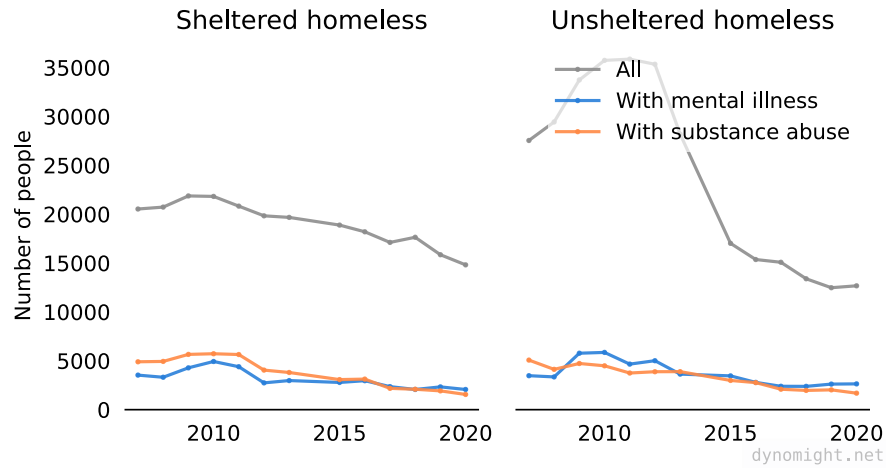 Sheltered homeless
Unsheltered homeless
Number of people
35000
30000
25000
20000
15000
10000
5000
0
All
With mental illness
With substance abuse
2010 2015 2020
2010 2015 2020
dynomight.net